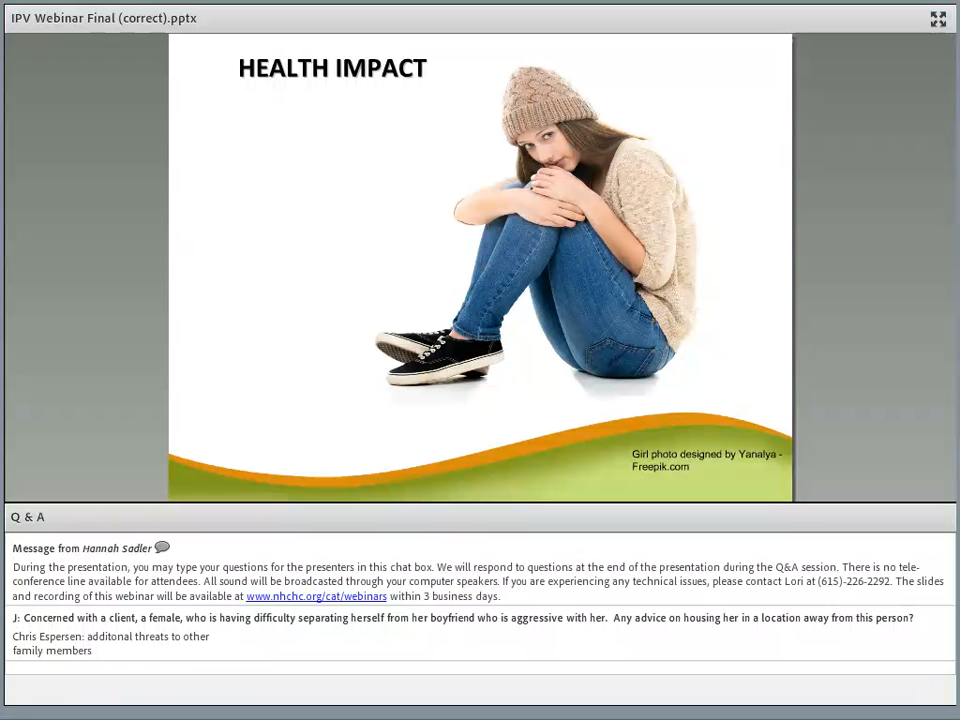 IPV Webinar Final (correct).pptx
HEALTH IMPACT
Girl photo designed by Yanalya -
Freepik.com
Q & A
Message from Hannah Sadler
During the presentation, you may type your questions for the presenters in this chat box. We will respond to questions at the end of the presentation during the Q&A session. There is no tele-
conference line available for attendees. All sound will be broadcasted through your computer speakers. If you are experiencing any technical issues, please contact Lori at (615)-226-2292. The slides
and recording of this webinar will be available at www.nhchc.org/cat/webinars within 3 business days.
J: Concerned with a client, a female, who is having difficulty separating herself from her boyfriend who is aggressive with her. Any advice on housing her in a location away from this person?
Chris Espersen: additonal threats to other
family members